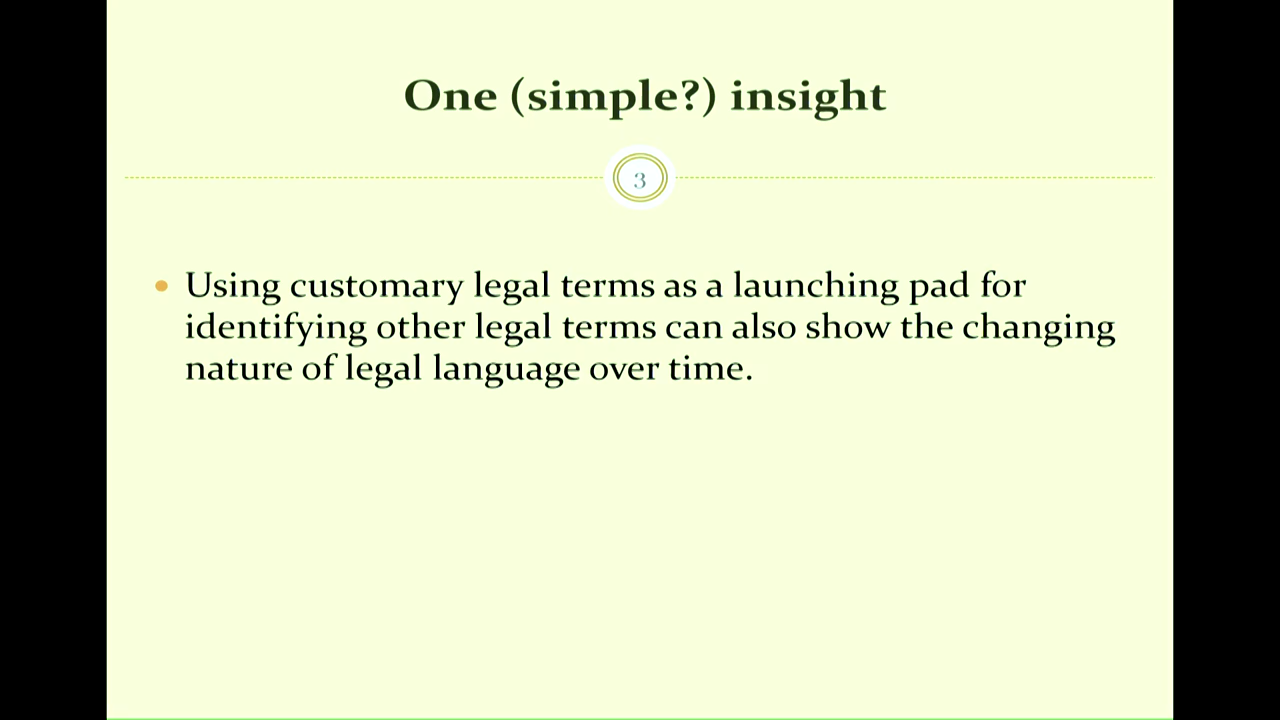 One (simple?) insight
3
• Using customary legal terms as a launching pad for
identifying other legal terms can also show the changing
nature of legal language over time.